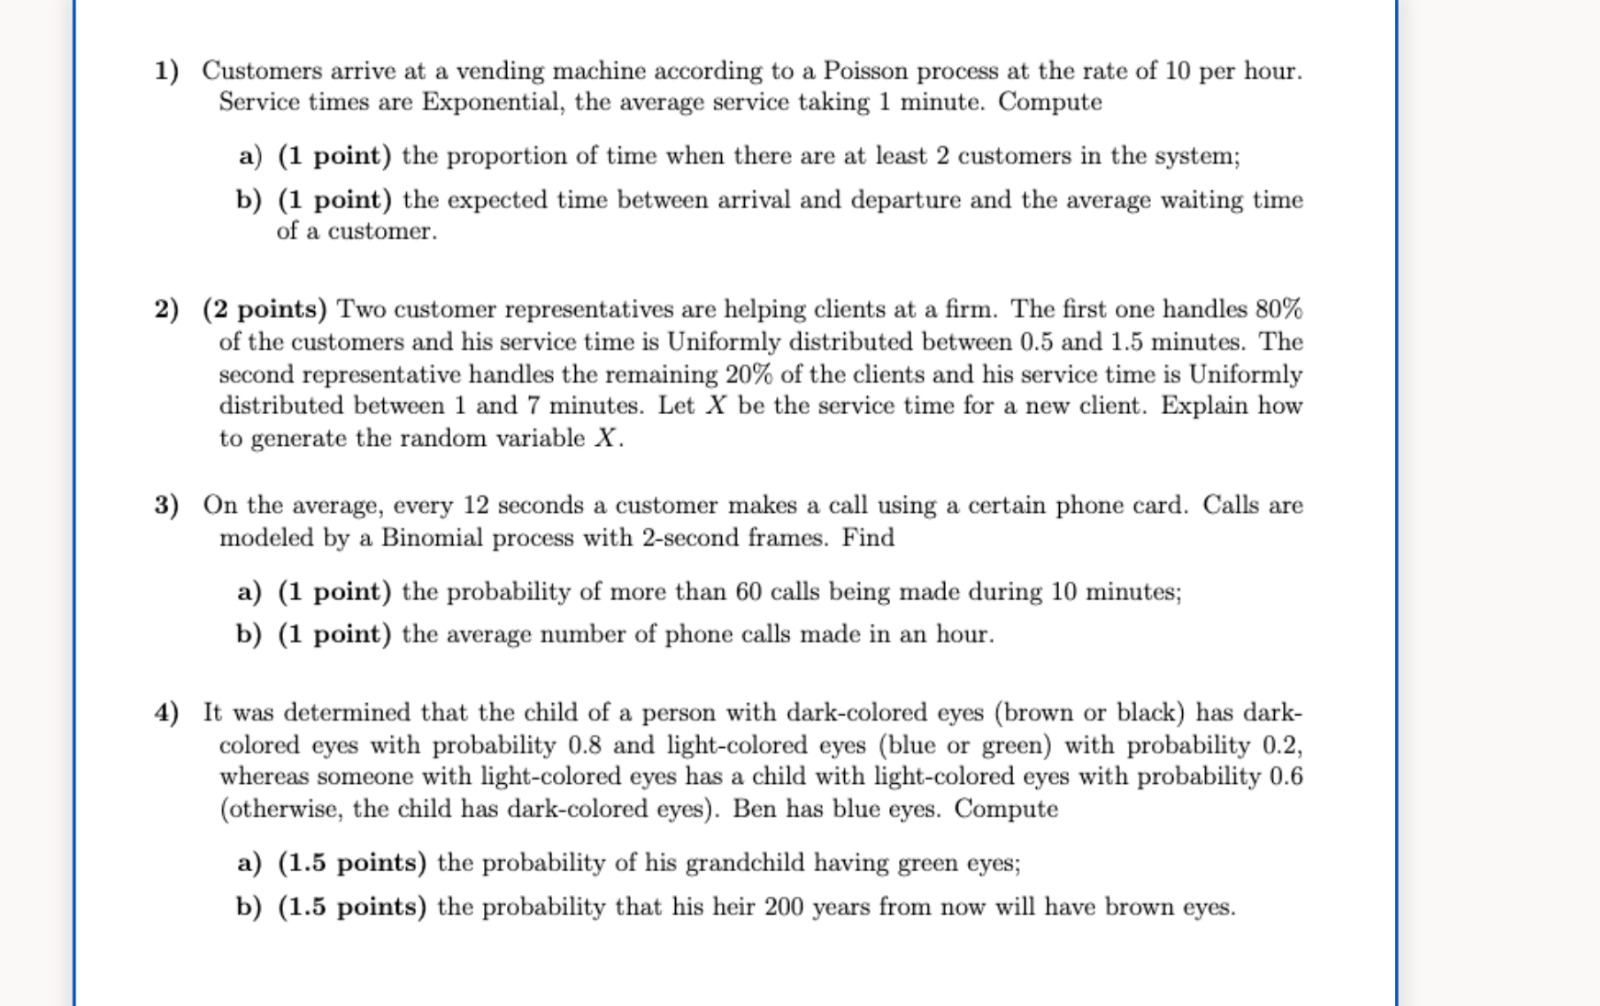 1) Customers arrive at a vending machine according to a Poisson process at the rate of 10 per hour.
Service times are Exponential, the average service taking 1 minute. Compute
a) (1 point) the proportion of time when there are at least 2 customers in the system;
b) (1 point) the expected time between arrival and departure and the average waiting time
of a customer.
2) (2 points) Two customer representatives are helping clients at a firm. The first one handles 80%
of the customers and his service time is Uniformly distributed between 0.5 and 1.5 minutes. The
second representative handles the remaining 20% of the clients and his service time is Uniformly
distributed between 1 and 7 minutes. Let X be the service time for a new client. Explain how
to generate the random variable X.
3) On the average, every 12 seconds a customer makes a call using a certain phone card. Calls are
modeled by a Binomial process with 2-second frames. Find
a) (1 point) the probability of more than 60 calls being made during 10 minutes;
b) (1 point) the average number of phone calls made in an hour.
4) It was determined that the child of a person with dark-colored eyes (brown or black) has dark-
colored eyes with probability 0.8 and light-colored eyes (blue or green) with probability 0.2,
whereas someone with light-colored eyes has a child with light-colored eyes with probability 0.6
(otherwise, the child has dark-colored eyes). Ben has blue eyes. Compute
a) (1.5 points) the probability of his grandchild having green eyes;
b) (1.5 points) the probability that his heir 200 years from now will have brown eyes.